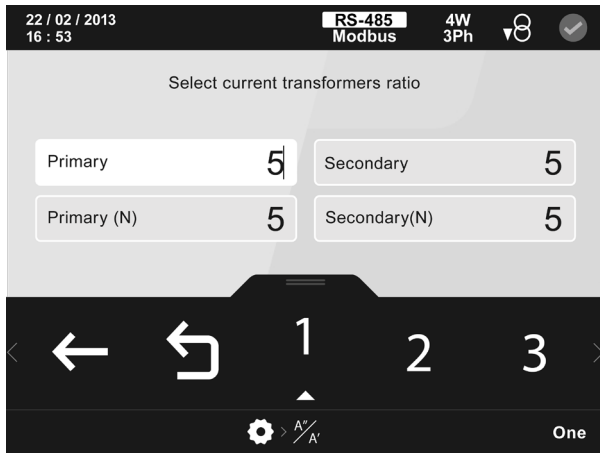 22 / 02 / 2013 RS-485 4W
16 : 53 Modbus 3Ph
Select current transformers ratio
Primary 5 Secondary 5
Primary (N) 5 Secondary(N) 5
1 2 3
A"/A' One